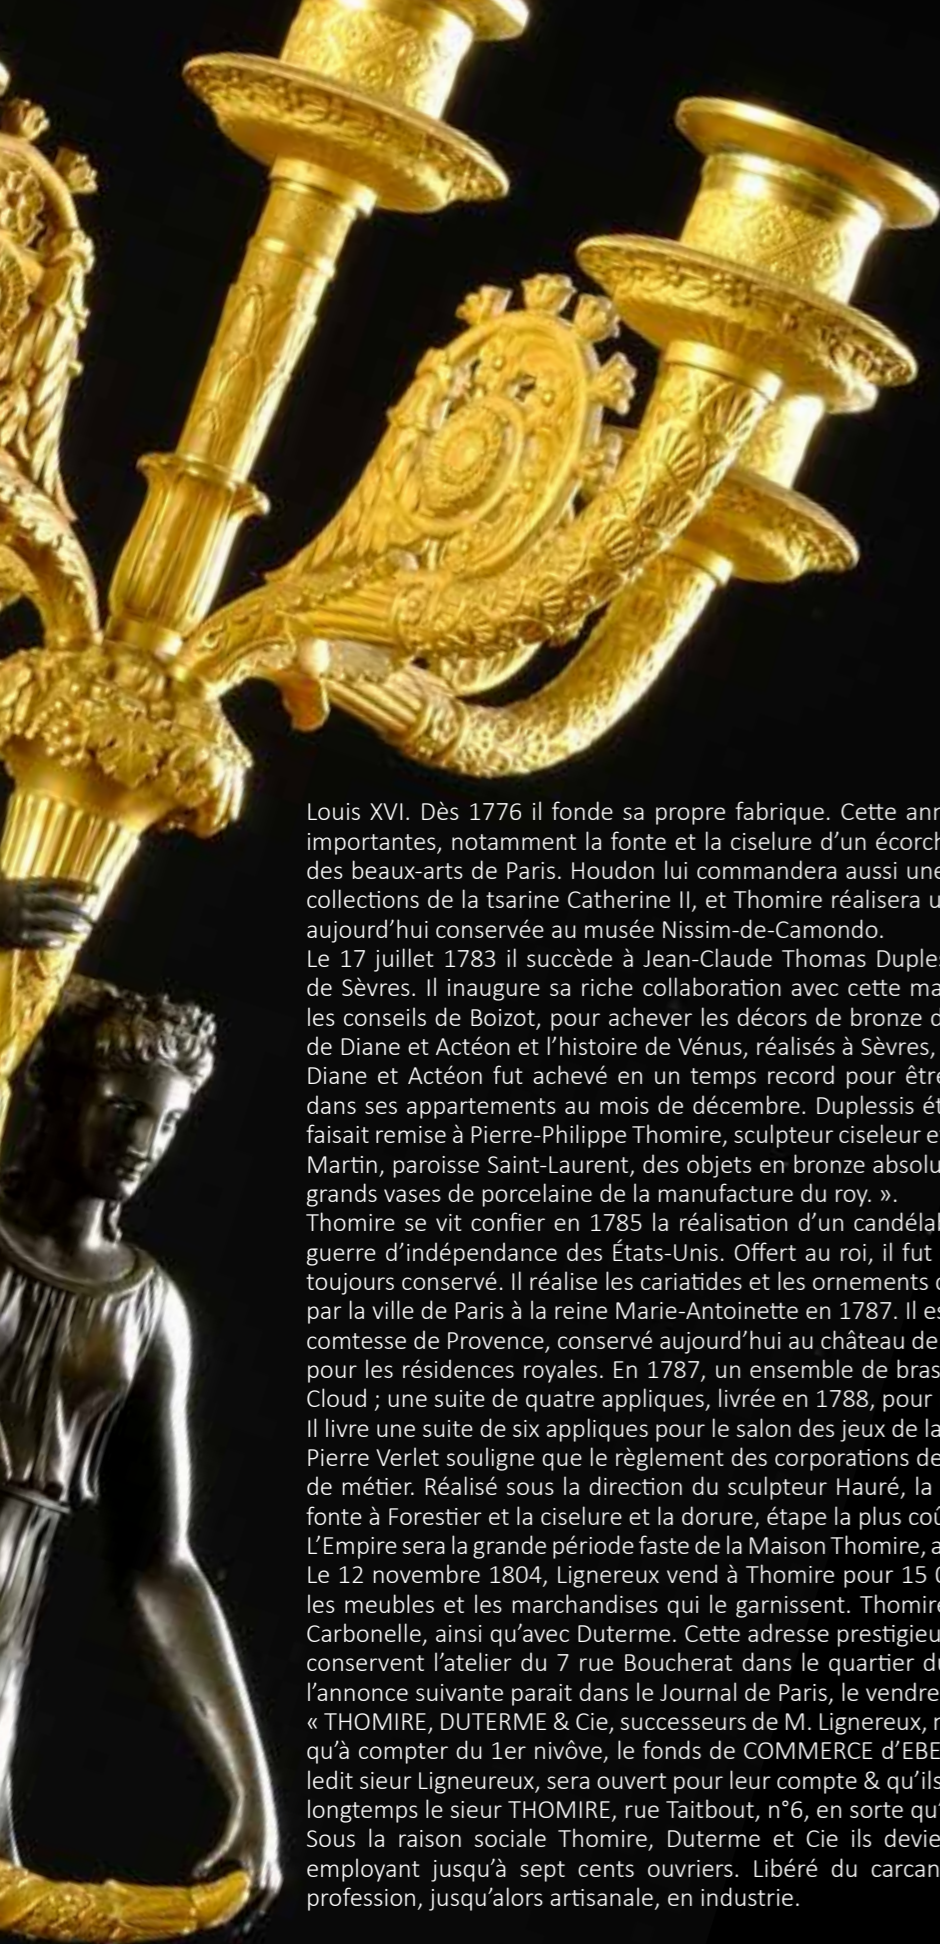 Louis XVI. Dès 1776 il fonde sa propre fabrique. Cette ann
importantes, notamment la fonte et la ciselure d’un écorch
des beaux-arts de Paris. Houdon lui commandera aussi une
collections de la tsarine Catherine II, et Thomire réalisera u
aujourd’hui conservée au musée Nissim-de-Camondo.
Le 17 juillet 1783 il succède à Jean-Claude Thomas Duples
de Sèvres. Il inaugure sa riche collaboration avec cette ma
les conseils de Boizot, pour achever les décors de bronze d
de Diane et Actéon et l’histoire de Vénus, réalisés à Sèvres,
Diane et Actéon fut achevé en un temps record pour être
dans ses appartements au mois de décembre. Duplessis ét
faisait remise à Pierre-Philippe Thomire, sculpteur ciseleur e
Martin, paroisse Saint-Laurent, des objets en bronze absolu
grands vases de porcelaine de la manufacture du roy. ».
Thomire se vit confier en 1785 la réalisation d’un candélab
guerre d’indépendance des États-Unis. Offert au roi, il fut
toujours conservé. Il réalise les cariatides et les ornements d
par la ville de Paris à la reine Marie-Antoinette en 1787. Il es
comtesse de Provence, conservé aujourd’hui au château de
pour les résidences royales. En 1787, un ensemble de bras
Cloud ; une suite de quatre appliques, livrée en 1788, pour
Il livre une suite de six appliques pour le salon des jeux de la
Pierre Verlet souligne que le règlement des corporations de
de métier. Réalisé sous la direction du sculpteur Hauré, la
fonte à Forestier et la ciselure et la dorure, étape la plus coû
L’Empire sera la grande période faste de la Maison Thomire, a
Le 12 novembre 1804, Lignereux vend à Thomire pour 15 0
les meubles et les marchandises qui le garnissent. Thomire
Carbonelle, ainsi qu’avec Duterme. Cette adresse prestigieu
conservent l’atelier du 7 rue Boucherat dans le quartier du
l’annonce suivante parait dans le Journal de Paris, le vendre
« THOMIRE, DUTERME & Cie, successeurs de M. Lignereux, r
qu’à compter du 1er nivôve, le fonds de COMMERCE d’EBE
ledit sieur Ligneureux, sera ouvert pour leur compte & qu’ils
longtemps le sieur THOMIRE, rue Taitbout, n°6, en sorte qu’
Sous la raison sociale Thomire, Duterme et Cie ils devie
employant jusqu’à sept cents ouvriers. Libéré du carcan
profession, jusqu’alors artisanale, en industrie.